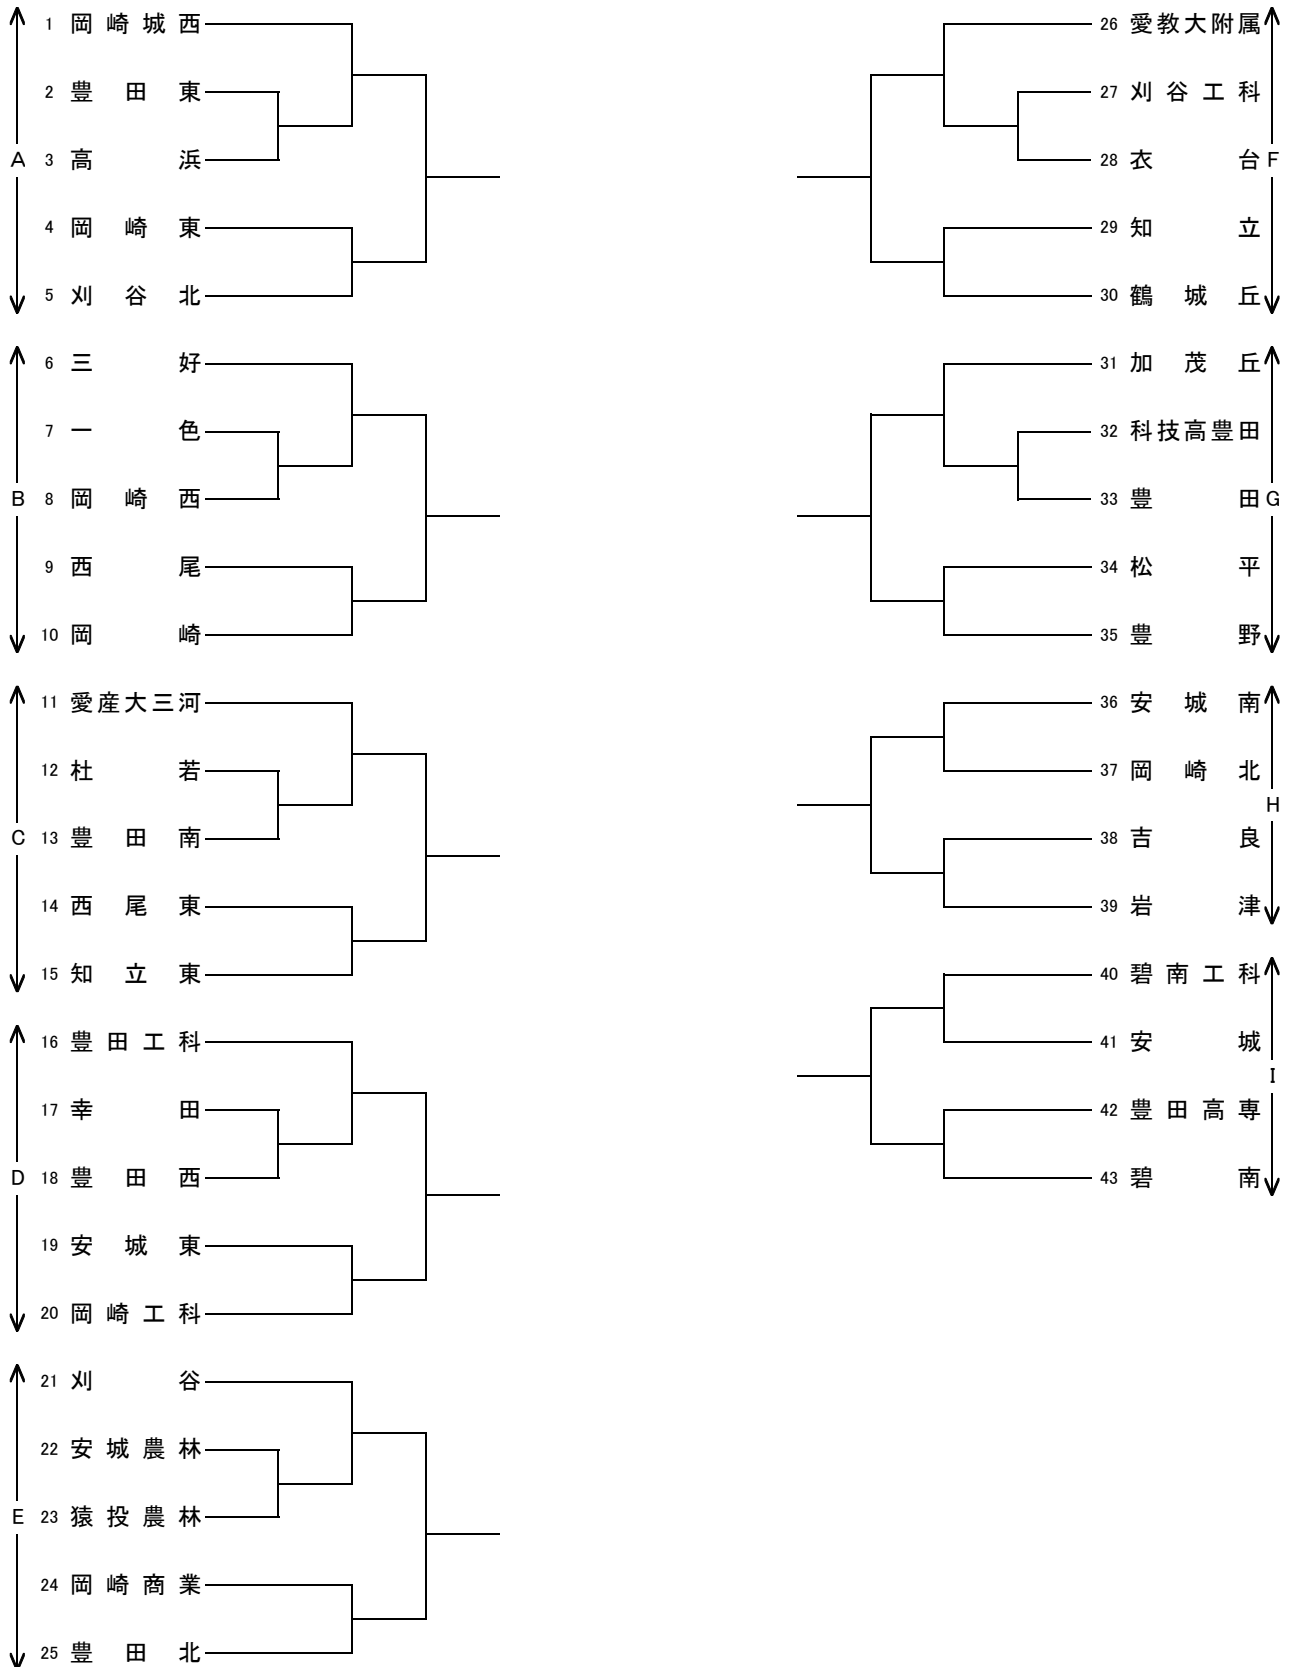 A
1 岡崎城西
2 豊田東
3 高浜
4 岡崎東
5 刈谷北
B
6 三好
7 一色
8 岡崎西
9 西尾
10 岡崎
C
11 愛産大三河
12 杜若
13 豊田南
14 西尾東
15 知立東
D
16 豊田工科
17 幸田
18 豊田西
19 安城東
20 岡崎工科
E
21 刈谷
22 安城農林
23 猿投農林
24 岡崎商業
25 豊田北
F
26 愛教大附属
27 刈谷工科
28 衣台
29 知立
30 鶴城丘
G
31 加茂丘
32 科技高豊田
33 豊田
34 松平
35 豊野
H
36 安城南
37 岡崎北
38 吉良
39 岩津
I
40 碧南工科
41 安城
42 豊田高専
43 碧南